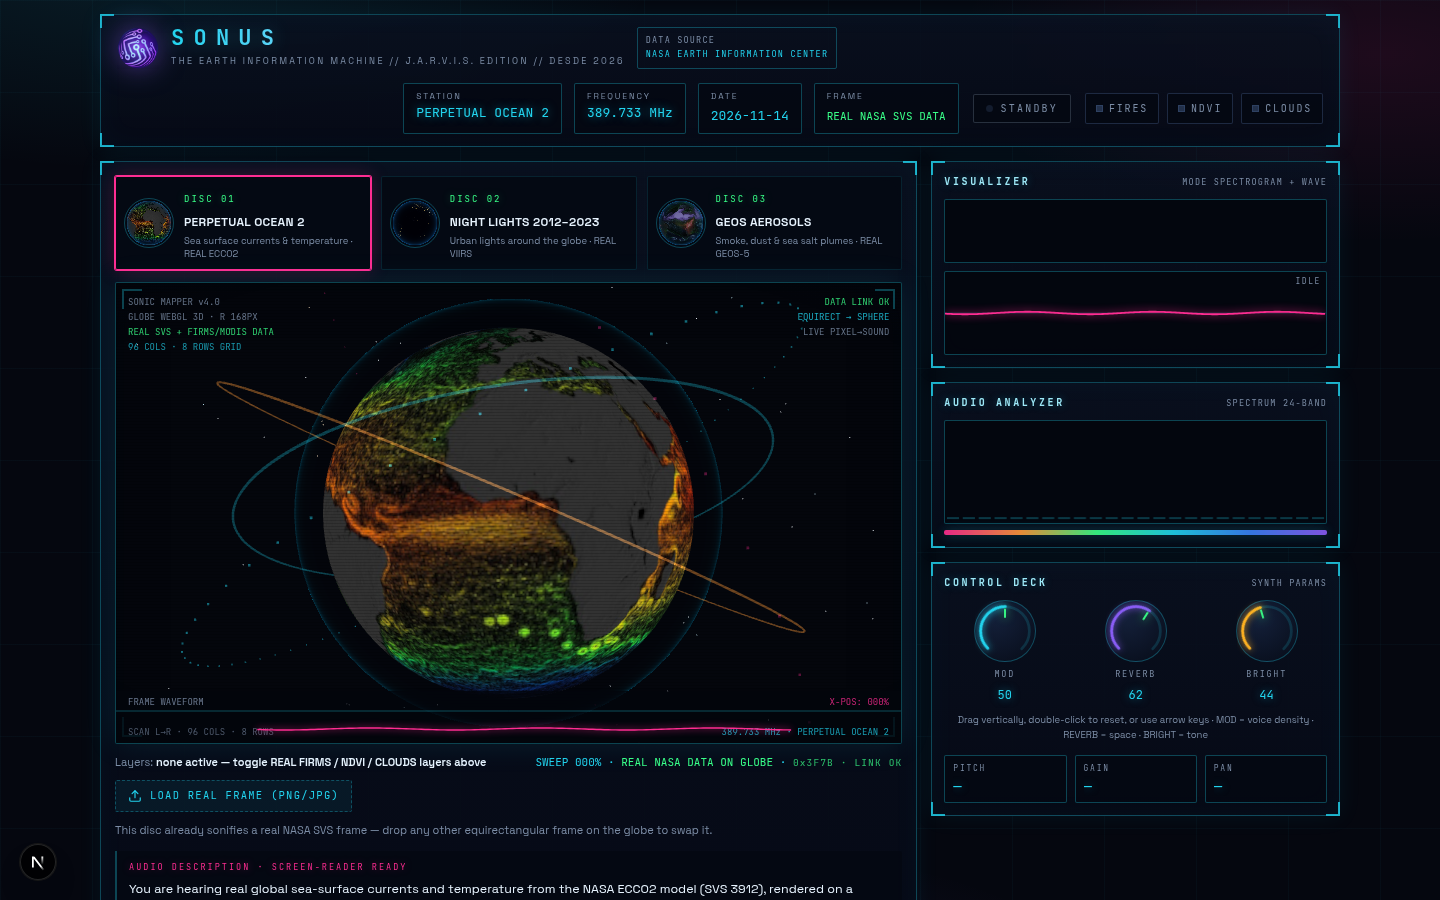 SONUS
THE EARTH INFORMATION MACHINE // J.A.R.V.I.S. EDITION // DESDE 2026
DATA SOURCE
NASA EARTH INFORMATION CENTER
STATION
PERPETUAL OCEAN 2
FREQUENCY
389.733 MHz
DATE
2026-11-14
FRAME
REAL NASA SVS DATA
STANDBY
FIRES
NDVI
CLOUDS
DISC 01
PERPETUAL OCEAN 2
Sea surface currents & temperature ·
REAL ECCO2
DISC 02
NIGHT LIGHTS 2012–2023
Urban lights around the globe · REAL
VIIRS
DISC 03
GEOS AEROSOLS
Smoke, dust & sea salt plumes · REAL
GEOS-5
SONIC MAPPER v4.0
GLOBE WEBGL 3D · R 168PX
REAL SVS + FIRMS/MODIS DATA
96 COLS · 8 ROWS GRID
DATA LINK OK
EQUIRECT → SPHERE
LIVE PIXEL→SOUND
FRAME WAVEFORM
X-POS: 000%
SCAN L→R · 96 COLS · 8 ROWS
389.733 MHz · PERPETUAL OCEAN 2
Layers: none active — toggle REAL FIRMS / NDVI / CLOUDS layers above
SWEEP 000% · REAL NASA DATA ON GLOBE · 0x3F7B · LINK OK
LOAD REAL FRAME (PNG/JPG)
This disc already sonifies a real NASA SVS frame — drop any other equirectangular frame on the globe to swap it.
AUDIO DESCRIPTION · SCREEN-READER READY
You are hearing real global sea-surface currents and temperature from the NASA ECCO2 model (SVS 3912), rendered on a
VISUALIZER
MODE SPECTROGRAM + WAVE
IDLE
AUDIO ANALYZER
SPECTRUM 24-BAND
CONTROL DECK
SYNTH PARAMS
MOD
50
REVERB
62
BRIGHT
44
Drag vertically, double-click to reset, or use arrow keys · MOD = voice density ·
REVERB = space · BRIGHT = tone
PITCH
—
GAIN
—
PAN
—
N